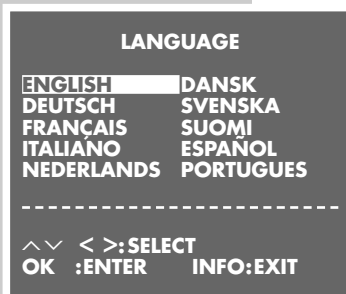 LANGUAGE
ENGLISH DANSK
DEUTSCH SVENSKA
FRANÇAIS SUOMI
ITALIANO ESPAÑOL
NEDERLANDS PORTUGUES
--------------------------
︿﹀ < >:SELECT
OK :ENTER INFO:EXIT